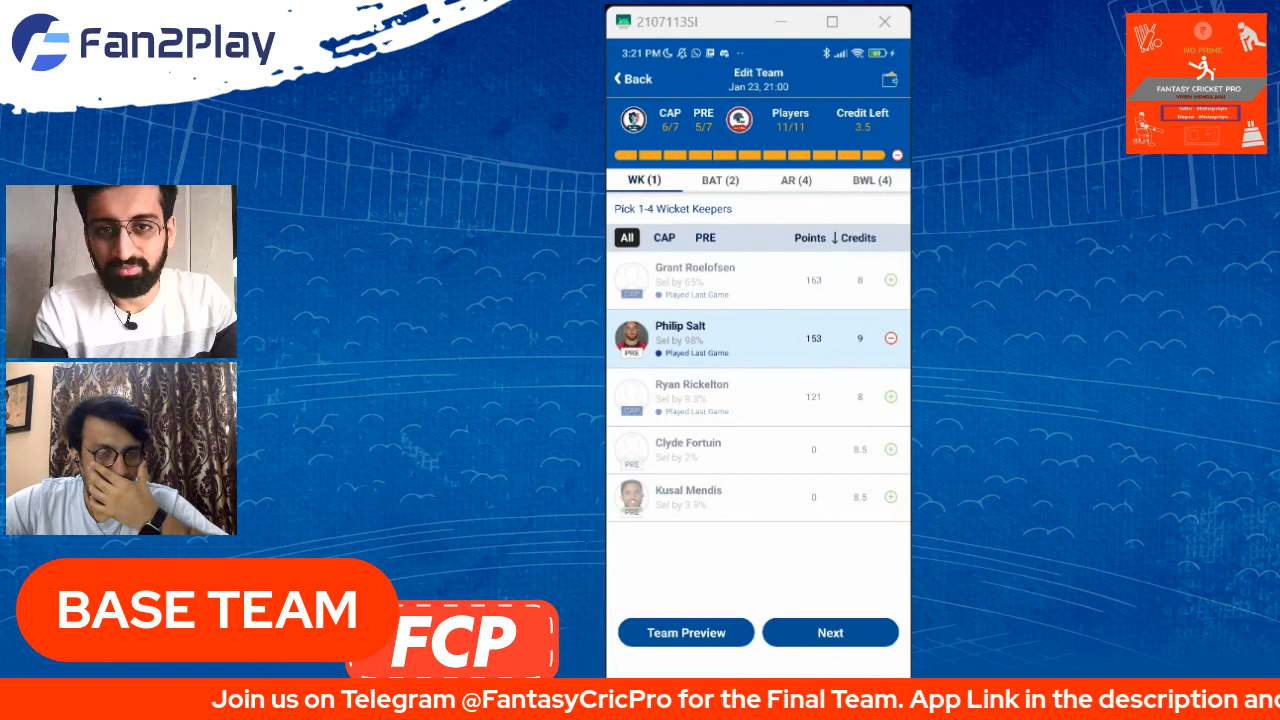 Fan2Play
2107113SI
3:21 PM
Back
Edit Team
Jan 23, 21:00
CAP
6/7
PRE
5/7
Players
11/11
Credit Left
3.5
WK (1)
BAT (2)
AR (4)
BWL (4)
Pick 1-4 Wicket Keepers
All
CAP
PRE
Points
↓ Credits
Grant Roelofsen
Sel by 65%
Played Last Game
CAP
163
8
Philip Salt
Sel by 98%
Played Last Game
PRE
153
9
Ryan Rickelton
Sel by 9.8%
Played Last Game
CAP
121
8
Clyde Fortuin
Sel by 2%
PRE
0
8.5
Kusal Mendis
Sel by 3.9%
PRE
0
8.5
Team Preview
Next
NO PRIME
FANTASY CRICKET PRO
BASE TEAM
FCP
Join us on Telegram @FantasyCricPro for the Final Team. App Link in the description and